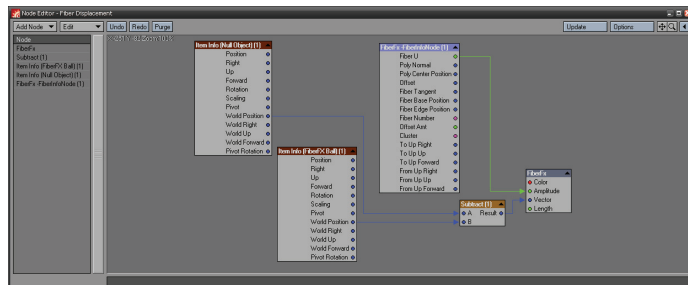 Node Editor - Fiber Displacement
Add Node
Edit
Undo
Redo
Purge
Update
Options
Node
FiberFx
Subtract (1)
Item Info (FiberFX Ball) (1)
Item Info (Null Object) (1)
FiberFx -FiberInfoNode (1)
Item Info (Null Object) (1)
Position
Right
Up
Forward
Rotation
Scaling
Pivot
World Position
World Right
World Up
World Forward
Pivot Rotation
Item Info (FiberFX Ball) (1)
Position
Right
Up
Forward
Rotation
Scaling
Pivot
World Position
World Right
World Up
World Forward
Pivot Rotation
FiberFx -FiberInfoNode (1)
Fiber U
Poly Normal
Poly Center Position
Offset
Fiber Tangent
Fiber Base Position
Fiber Edge Position
Fiber Number
Offset Amt
Cluster
To Up Right
To Up Up
To Up Forward
From Up Right
From Up Up
From Up Forward
Subtract (1)
A Result
B
FiberFx
Color
Amplitude
Vector
Length